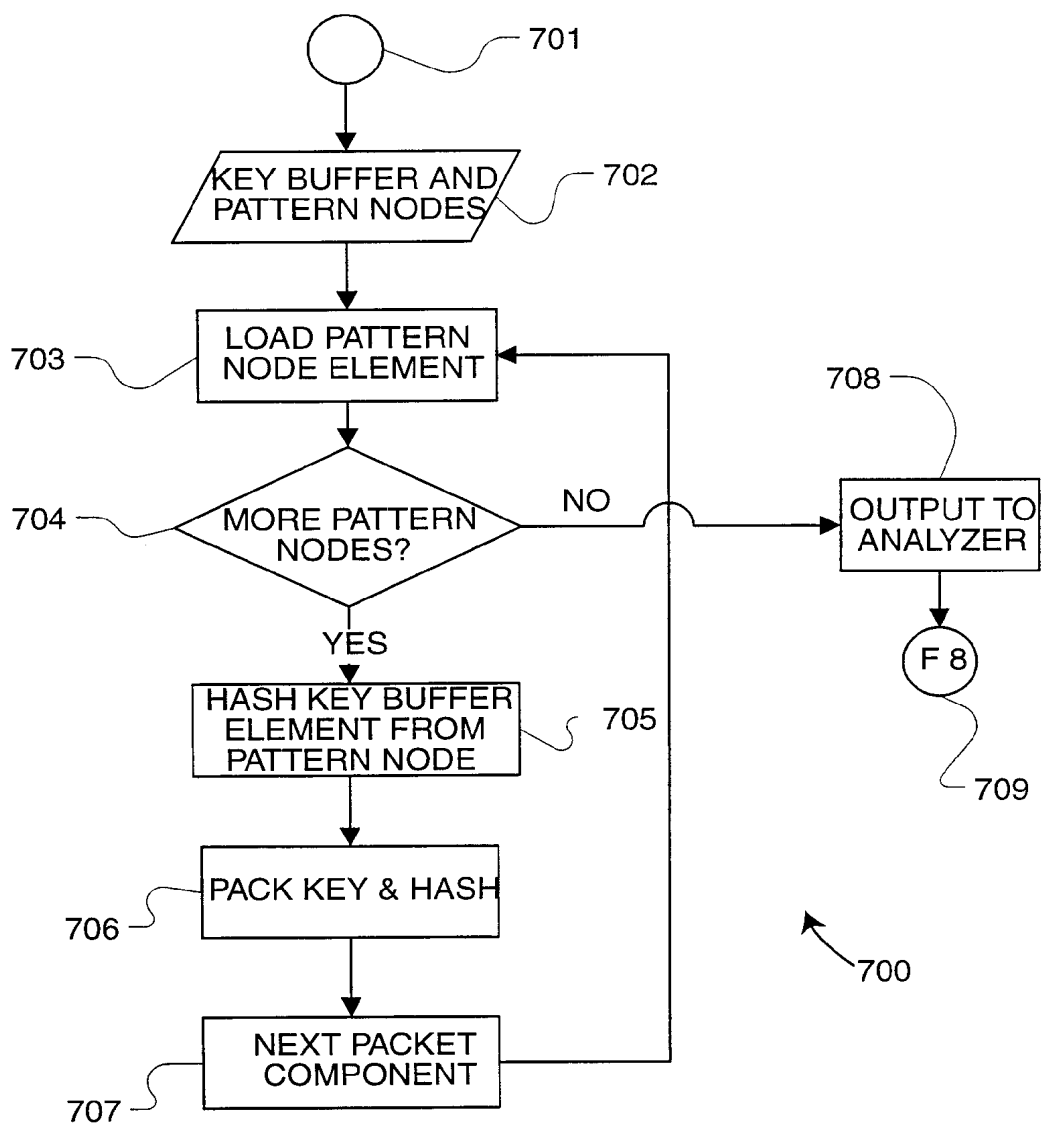 701
KEY BUFFER AND
PATTERN NODES
702
LOAD PATTERN
NODE ELEMENT
703
708
MORE PATTERN
NODES?
704
NO
OUTPUT TO
ANALYZER
YES
F 8
HASH KEY BUFFER
ELEMENT FROM
PATTERN NODE
705
709
PACK KEY & HASH
706
700
NEXT PACKET
COMPONENT
707